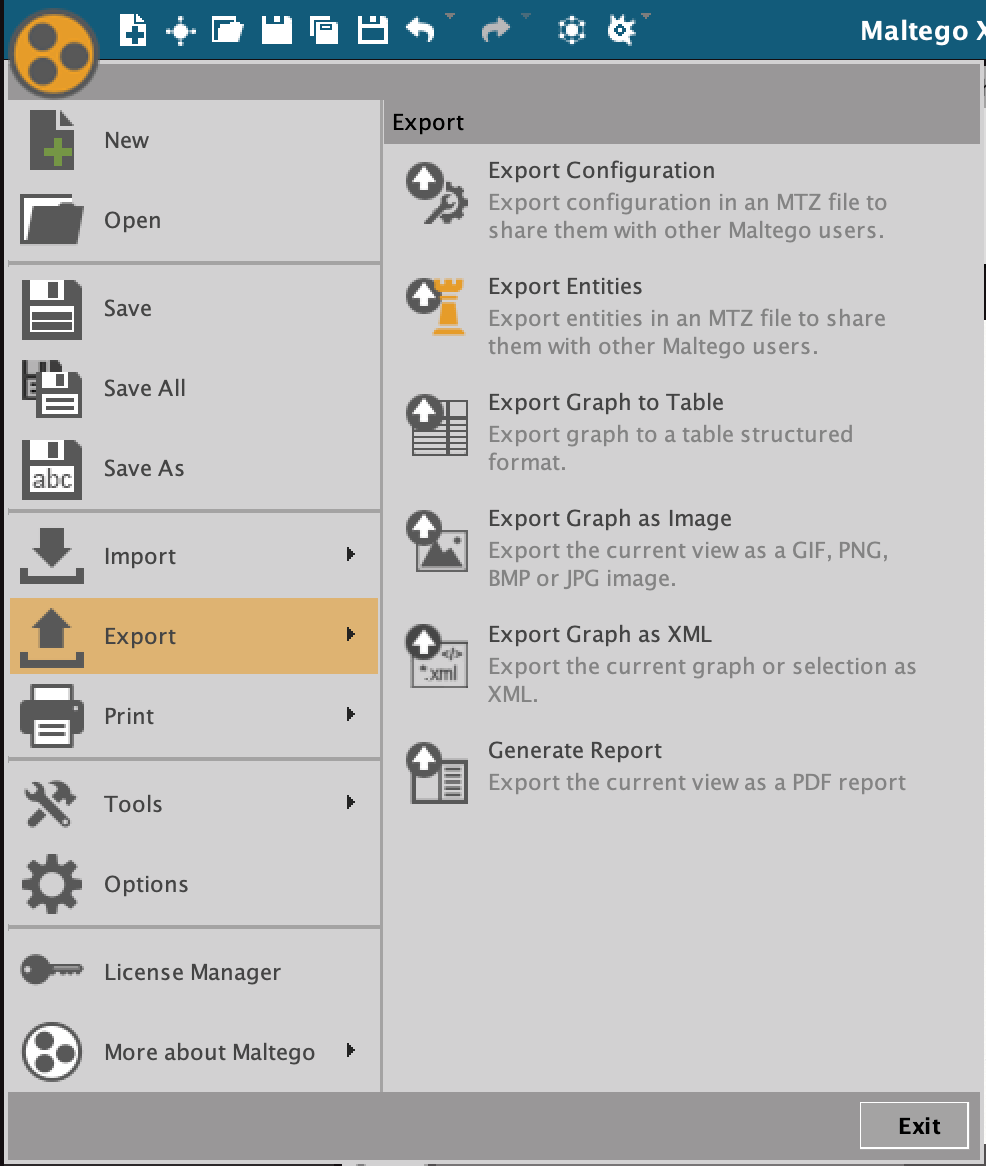 Maltego X
New
Open
Save
Save All
abc
Save As
Import
Export
Print
Tools
Options
License Manager
More about Maltego
Export
Export Configuration
Export configuration in an MTZ file to
share them with other Maltego users.
Export Entities
Export entities in an MTZ file to share
them with other Maltego users.
Export Graph to Table
Export graph to a table structured
format.
Export Graph as Image
Export the current view as a GIF, PNG,
BMP or JPG image.
</>
*.xml
Export Graph as XML
Export the current graph or selection as
XML.
Generate Report
Export the current view as a PDF report
Exit